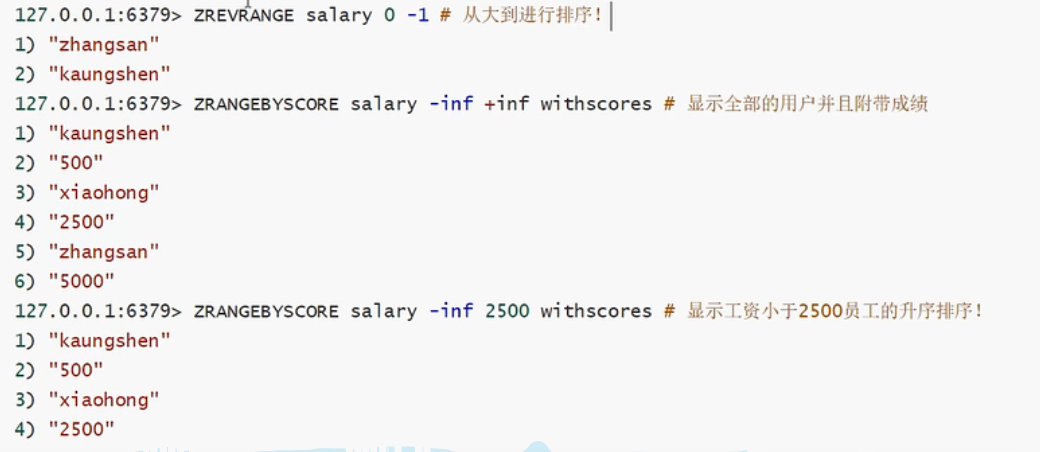 127.0.0.1:6379> ZREVRANGE salary 0 -1 # 从大到进行排序！
1) "zhangsan"
2) "kaungshen"
127.0.0.1:6379> ZRANGEBYSCORE salary -inf +inf withscores # 显示全部的用户并且附带成绩
1) "kaungshen"
2) "500"
3) "xiaohong"
4) "2500"
5) "zhangsan"
6) "5000"
127.0.0.1:6379> ZRANGEBYSCORE salary -inf 2500 withscores # 显示工资小于2500员工的升序排序！
1) "kaungshen"
2) "500"
3) "xiaohong"
4) "2500"